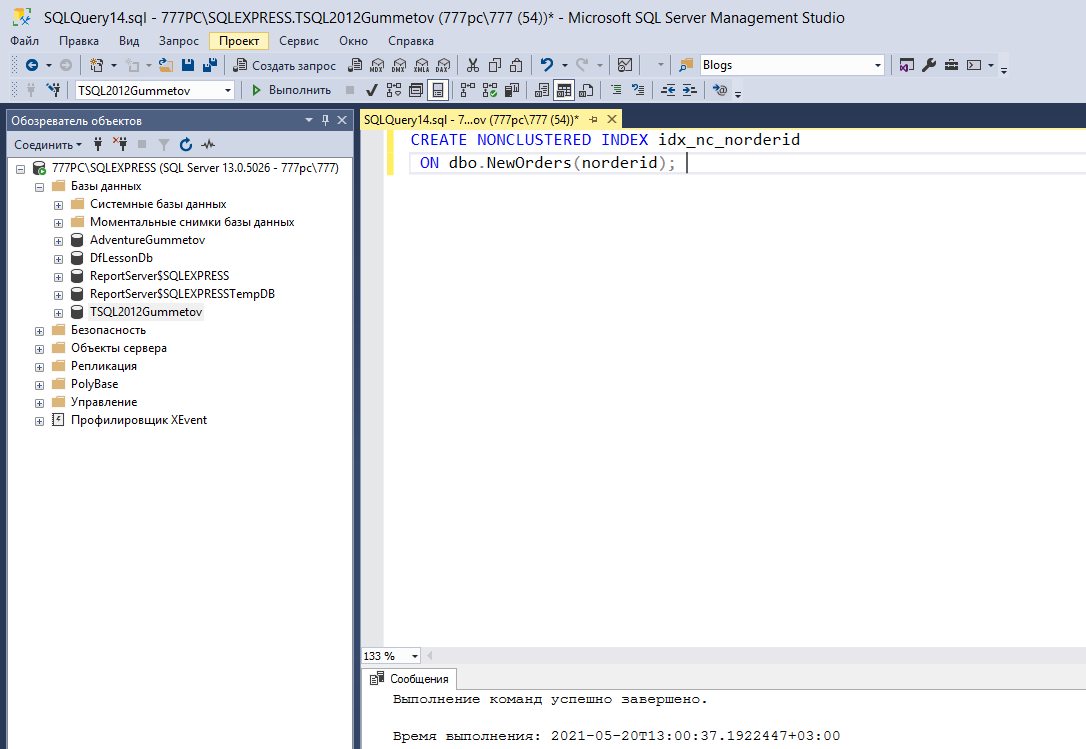 SQLQuery14.sql - 777PC\SQLEXPRESS.TSQL2012Gummetov (777pc\777 (54))* - Microsoft SQL Server Management Studio
Файл Правка Вид Запрос Проект Сервис Окно Справка
Создать запрос MDX DMX XMLA DAX Blogs
TSQL2012Gummetov Выполнить
Обозреватель объектов
SQLQuery14.sql - 7...ov (777pc\777 (54))*
Соединить
777PC\SQLEXPRESS (SQL Server 13.0.5026 - 777pc\777)
Базы данных
Системные базы данных
Моментальные снимки базы данных
AdventureGummetov
DfLessonDb
ReportServer$SQLEXPRESS
ReportServer$SQLEXPRESSTempDB
TSQL2012Gummetov
Безопасность
Объекты сервера
Репликация
PolyBase
Управление
Профилировщик XEvent
CREATE NONCLUSTERED INDEX idx_nc_norderid
ON dbo.NewOrders(norderid);
133 %
Сообщения
Выполнение команд успешно завершено.
Время выполнения: 2021-05-20T13:00:37.1922447+03:00